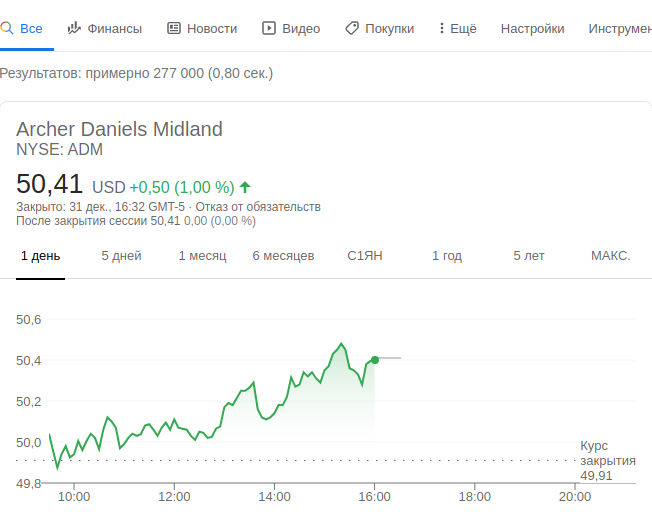 Все Финансы Новости Видео Покупки Ещё Настройки Инструмен
Результатов: примерно 277 000 (0,80 сек.)
Archer Daniels Midland
NYSE: ADM
50,41 USD +0,50 (1,00 %)
Закрыто: 31 дек., 16:32 GMT-5 · Отказ от обязательств
После закрытия сессии 50,41 0,00 (0,00 %)
1 день 5 дней 1 месяц 6 месяцев С1ЯН 1 год 5 лет МАКС.
50,6
50,4
50,2
50,0
Курс
закрытия
49,91
49,8
10:00 12:00 14:00 16:00 18:00 20:00